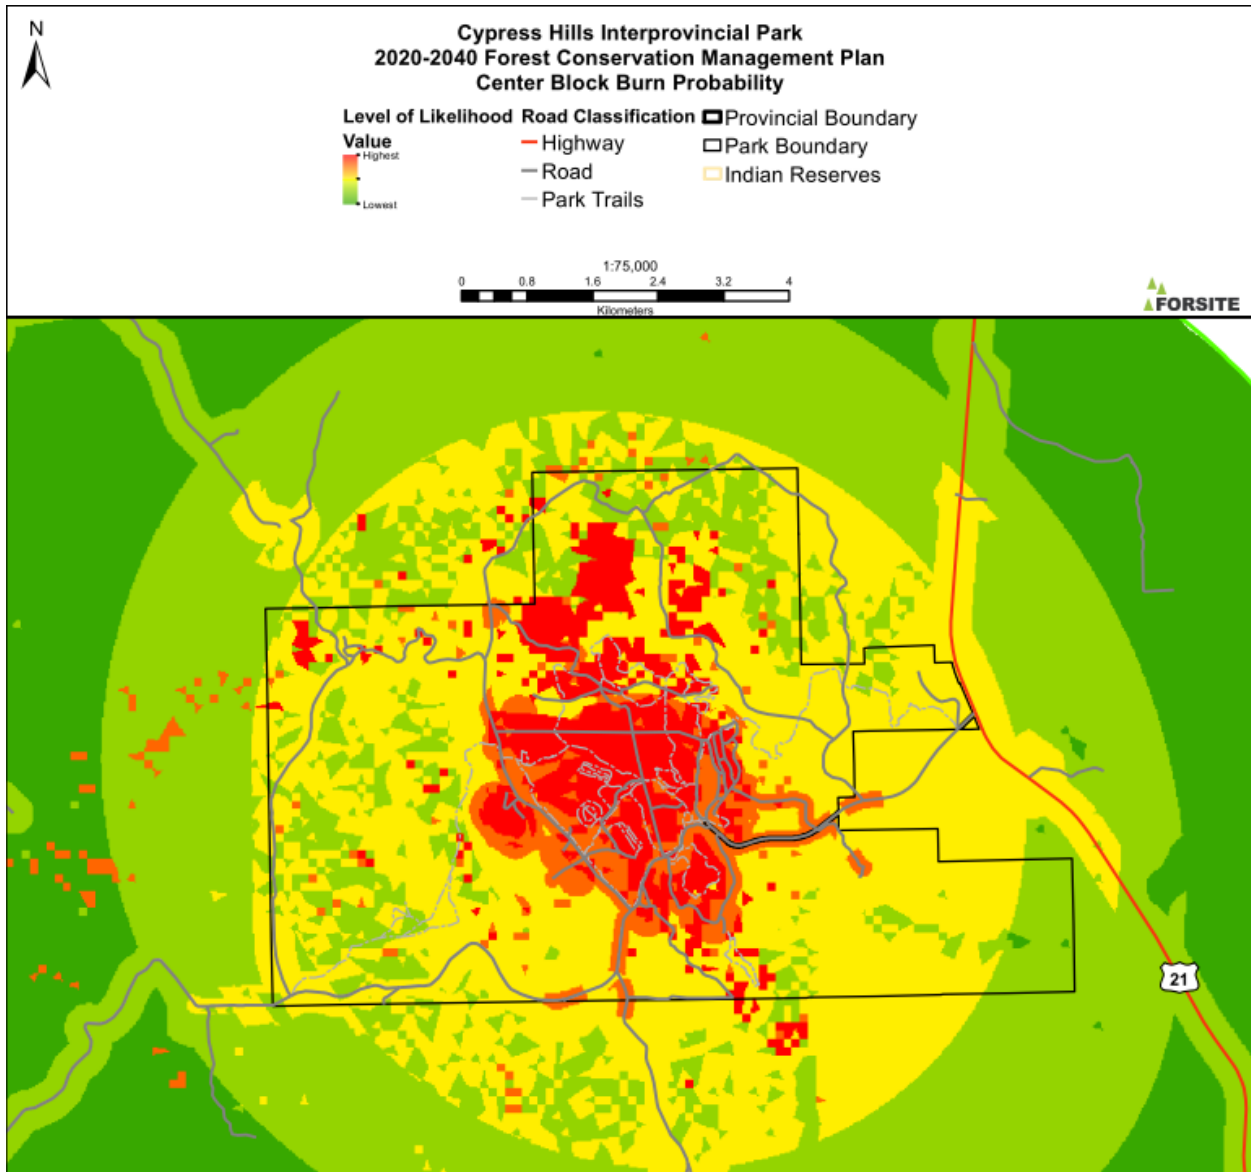 N
Cypress Hills Interprovincial Park
2020-2040 Forest Conservation Management Plan
Center Block Burn Probability
Level of Likelihood
Value
Highest
Lowest
Road Classification
Highway
Road
Park Trails
Provincial Boundary
Park Boundary
Indian Reserves
1:75,000
0 0.8 1.6 2.4 3.2 4
Kilometers
FORSITE
21